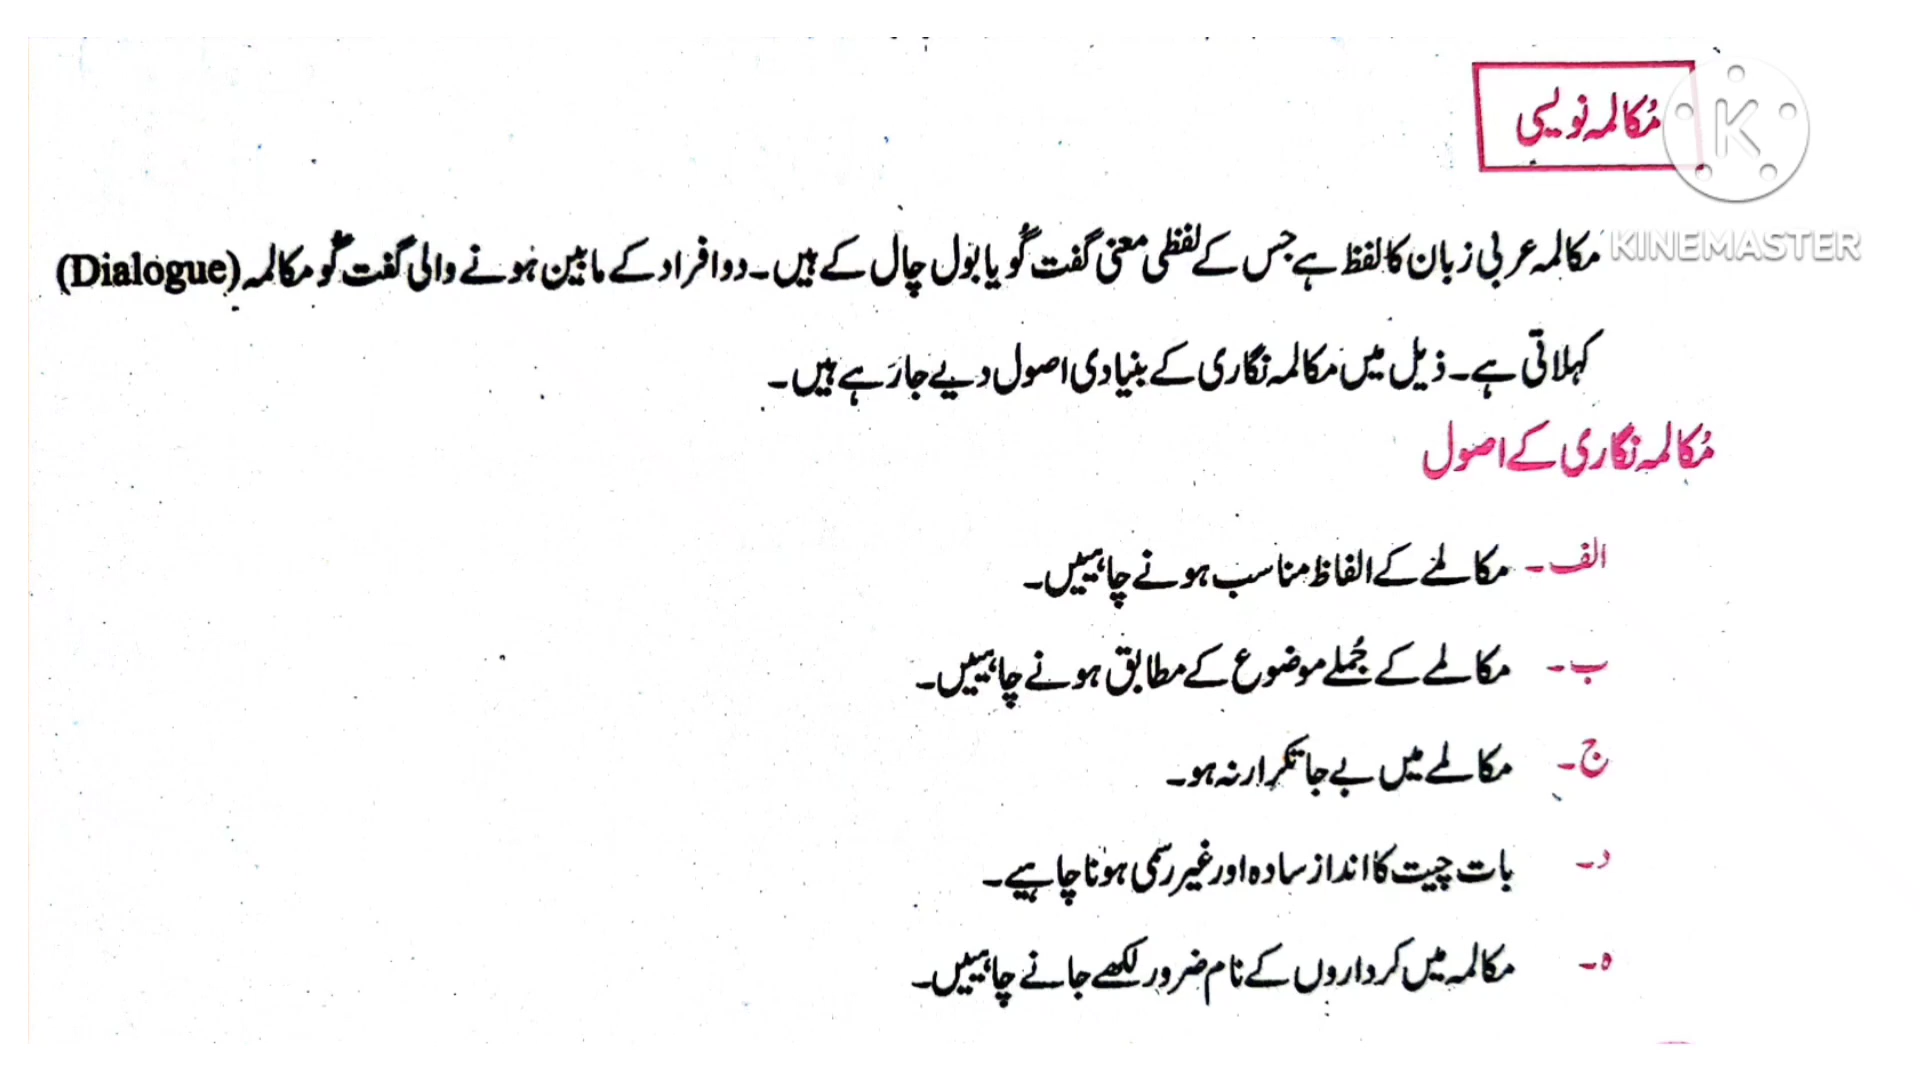 مُکالمہ نویسی
KINEMASTER
مکالمہ عربی زبان کا لفظ ہے جس کے لفظی معنی گفت گُو یا بول چال کے ہیں۔ دو افراد کے مابین ہونے والی گفت گُو مکالمہ (Dialogue)
کہلاتی ہے۔ ذیل میں مکالمہ نگاری کے بنیادی اصول دیے جا رہے ہیں۔
مُکالمہ نگاری کے اصول
الف۔ مکالمے کے الفاظ مناسب ہونے چاہییں۔
ب۔ مکالمے کے جُملے موضوع کے مطابق ہونے چاہییں۔
ج۔ مکالمے میں بے جا تکرار نہ ہو۔
د۔ بات چیت کا انداز سادہ اور غیر رسمی ہونا چاہیے۔
ہ۔ مکالمہ میں کرداروں کے نام ضرور لکھے جانے چاہییں۔